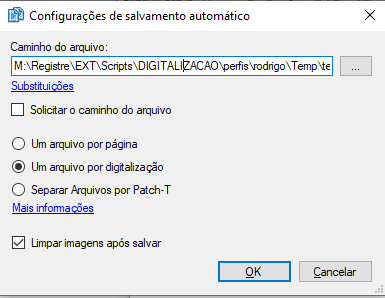 Configurações de salvamento automático
Caminho do arquivo:
M:\Registre\EXT\Scripts\DIGITALIZACAO\perfis\rodrigo\Temp\te
...
Substituições
Solicitar o caminho do arquivo
Um arquivo por página
Um arquivo por digitalização
Separar Arquivos por Patch-T
Mais informações
Limpar imagens após salvar
OK
Cancelar